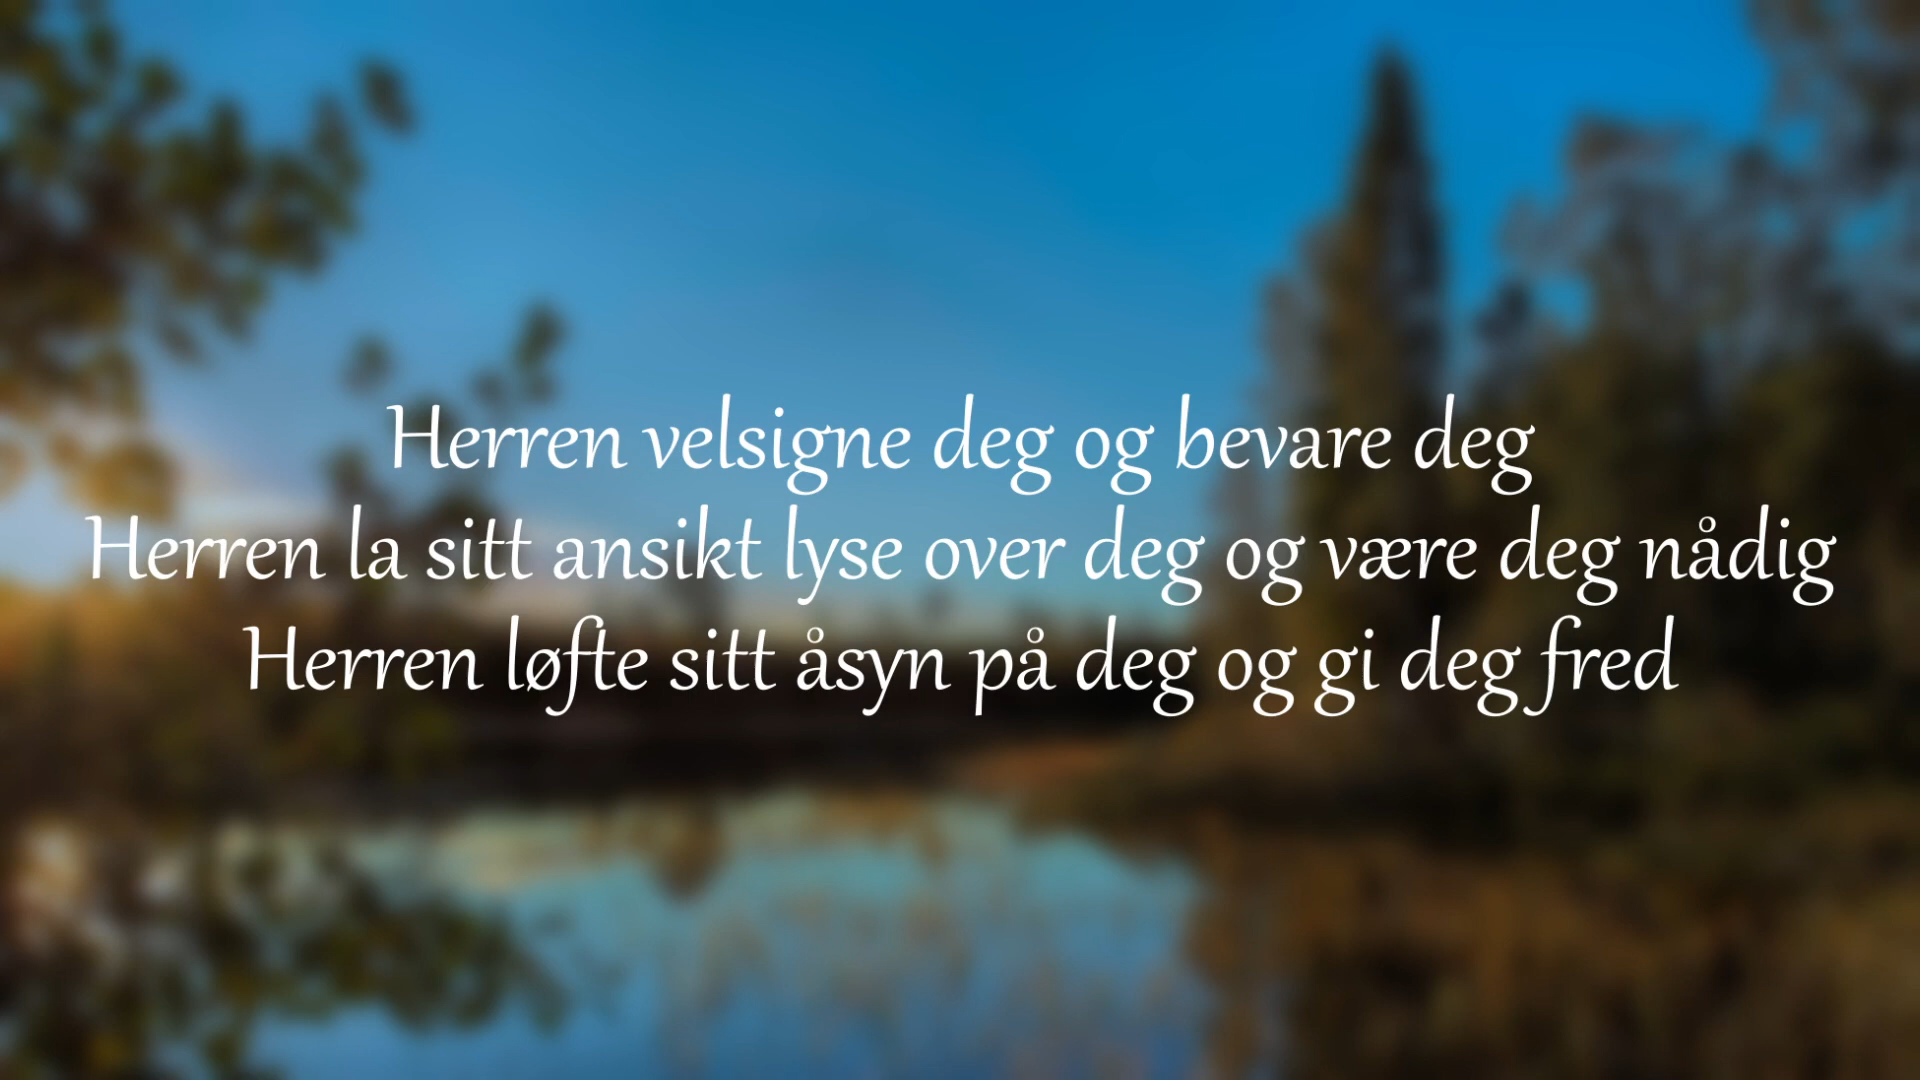 Herren velsigne deg og bevare deg
Herren la sitt ansikt lyse over deg og være deg nådig
Herren løfte sitt åsyn på deg og gi deg fred